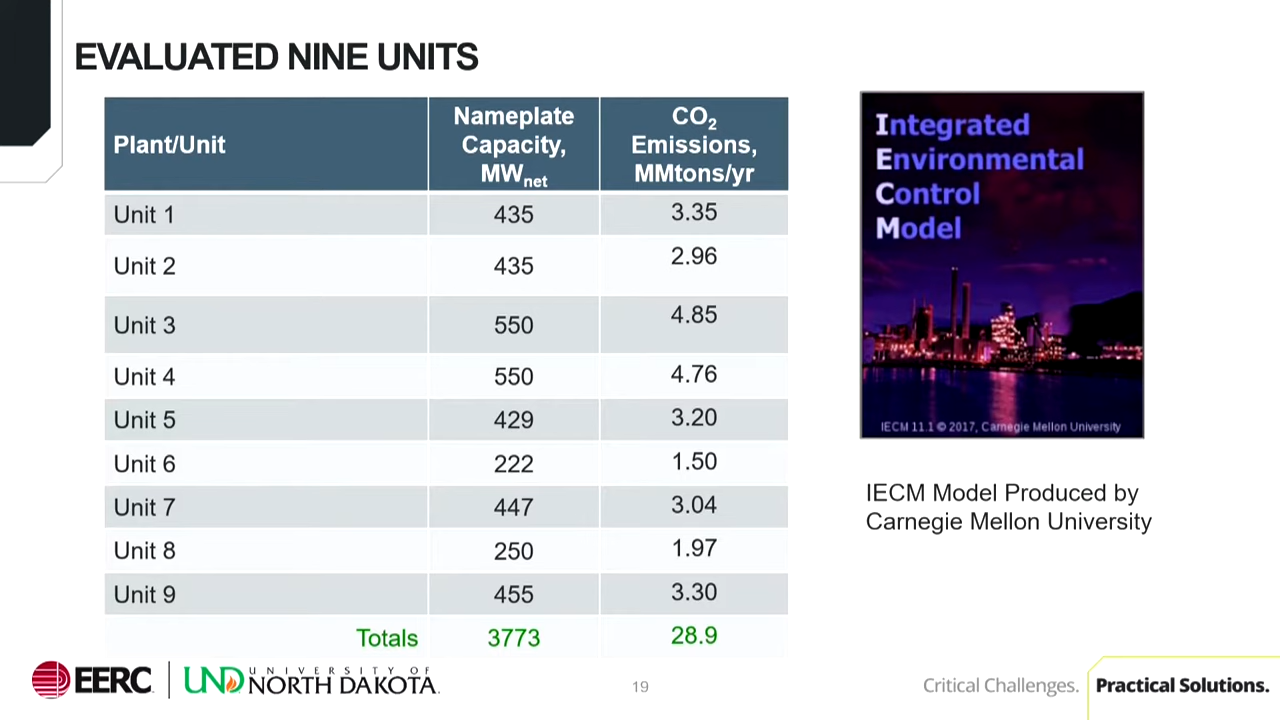 EVALUATED NINE UNITS
Plant/Unit
Nameplate
Capacity,
MWnet
CO2
Emissions,
MMtons/yr
Unit 1 435 3.35
Unit 2 435 2.96
Unit 3 550 4.85
Unit 4 550 4.76
Unit 5 429 3.20
Unit 6 222 1.50
Unit 7 447 3.04
Unit 8 250 1.97
Unit 9 455 3.30
Totals 3773 28.9
Integrated
Environmental
Control
Model
IECM 11.1 © 2017, Carnegie Mellon University
IECM Model Produced by
Carnegie Mellon University
EERC
UND UNIVERSITY OF
NORTH DAKOTA
19
Critical Challenges. Practical Solutions.